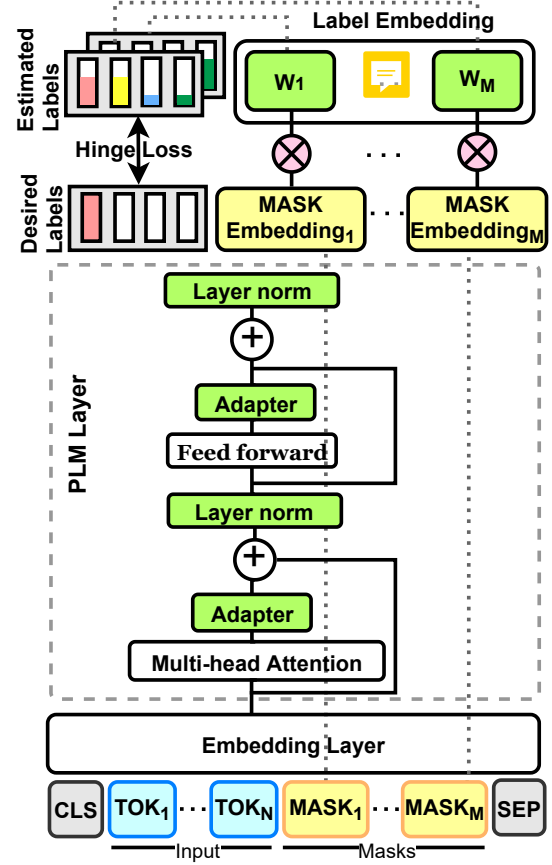 Label Embedding
Estimated
Labels
W1
WM
Hinge Loss
Desired
Labels
MASK
Embedding1
...
MASK
EmbeddingM
PLM Layer
Layer norm
+
Adapter
Feed forward
Layer norm
+
Adapter
Multi-head Attention
Embedding Layer
CLS
TOK1
...
TOKN
MASK1
...
MASKM
SEP
Input
Masks